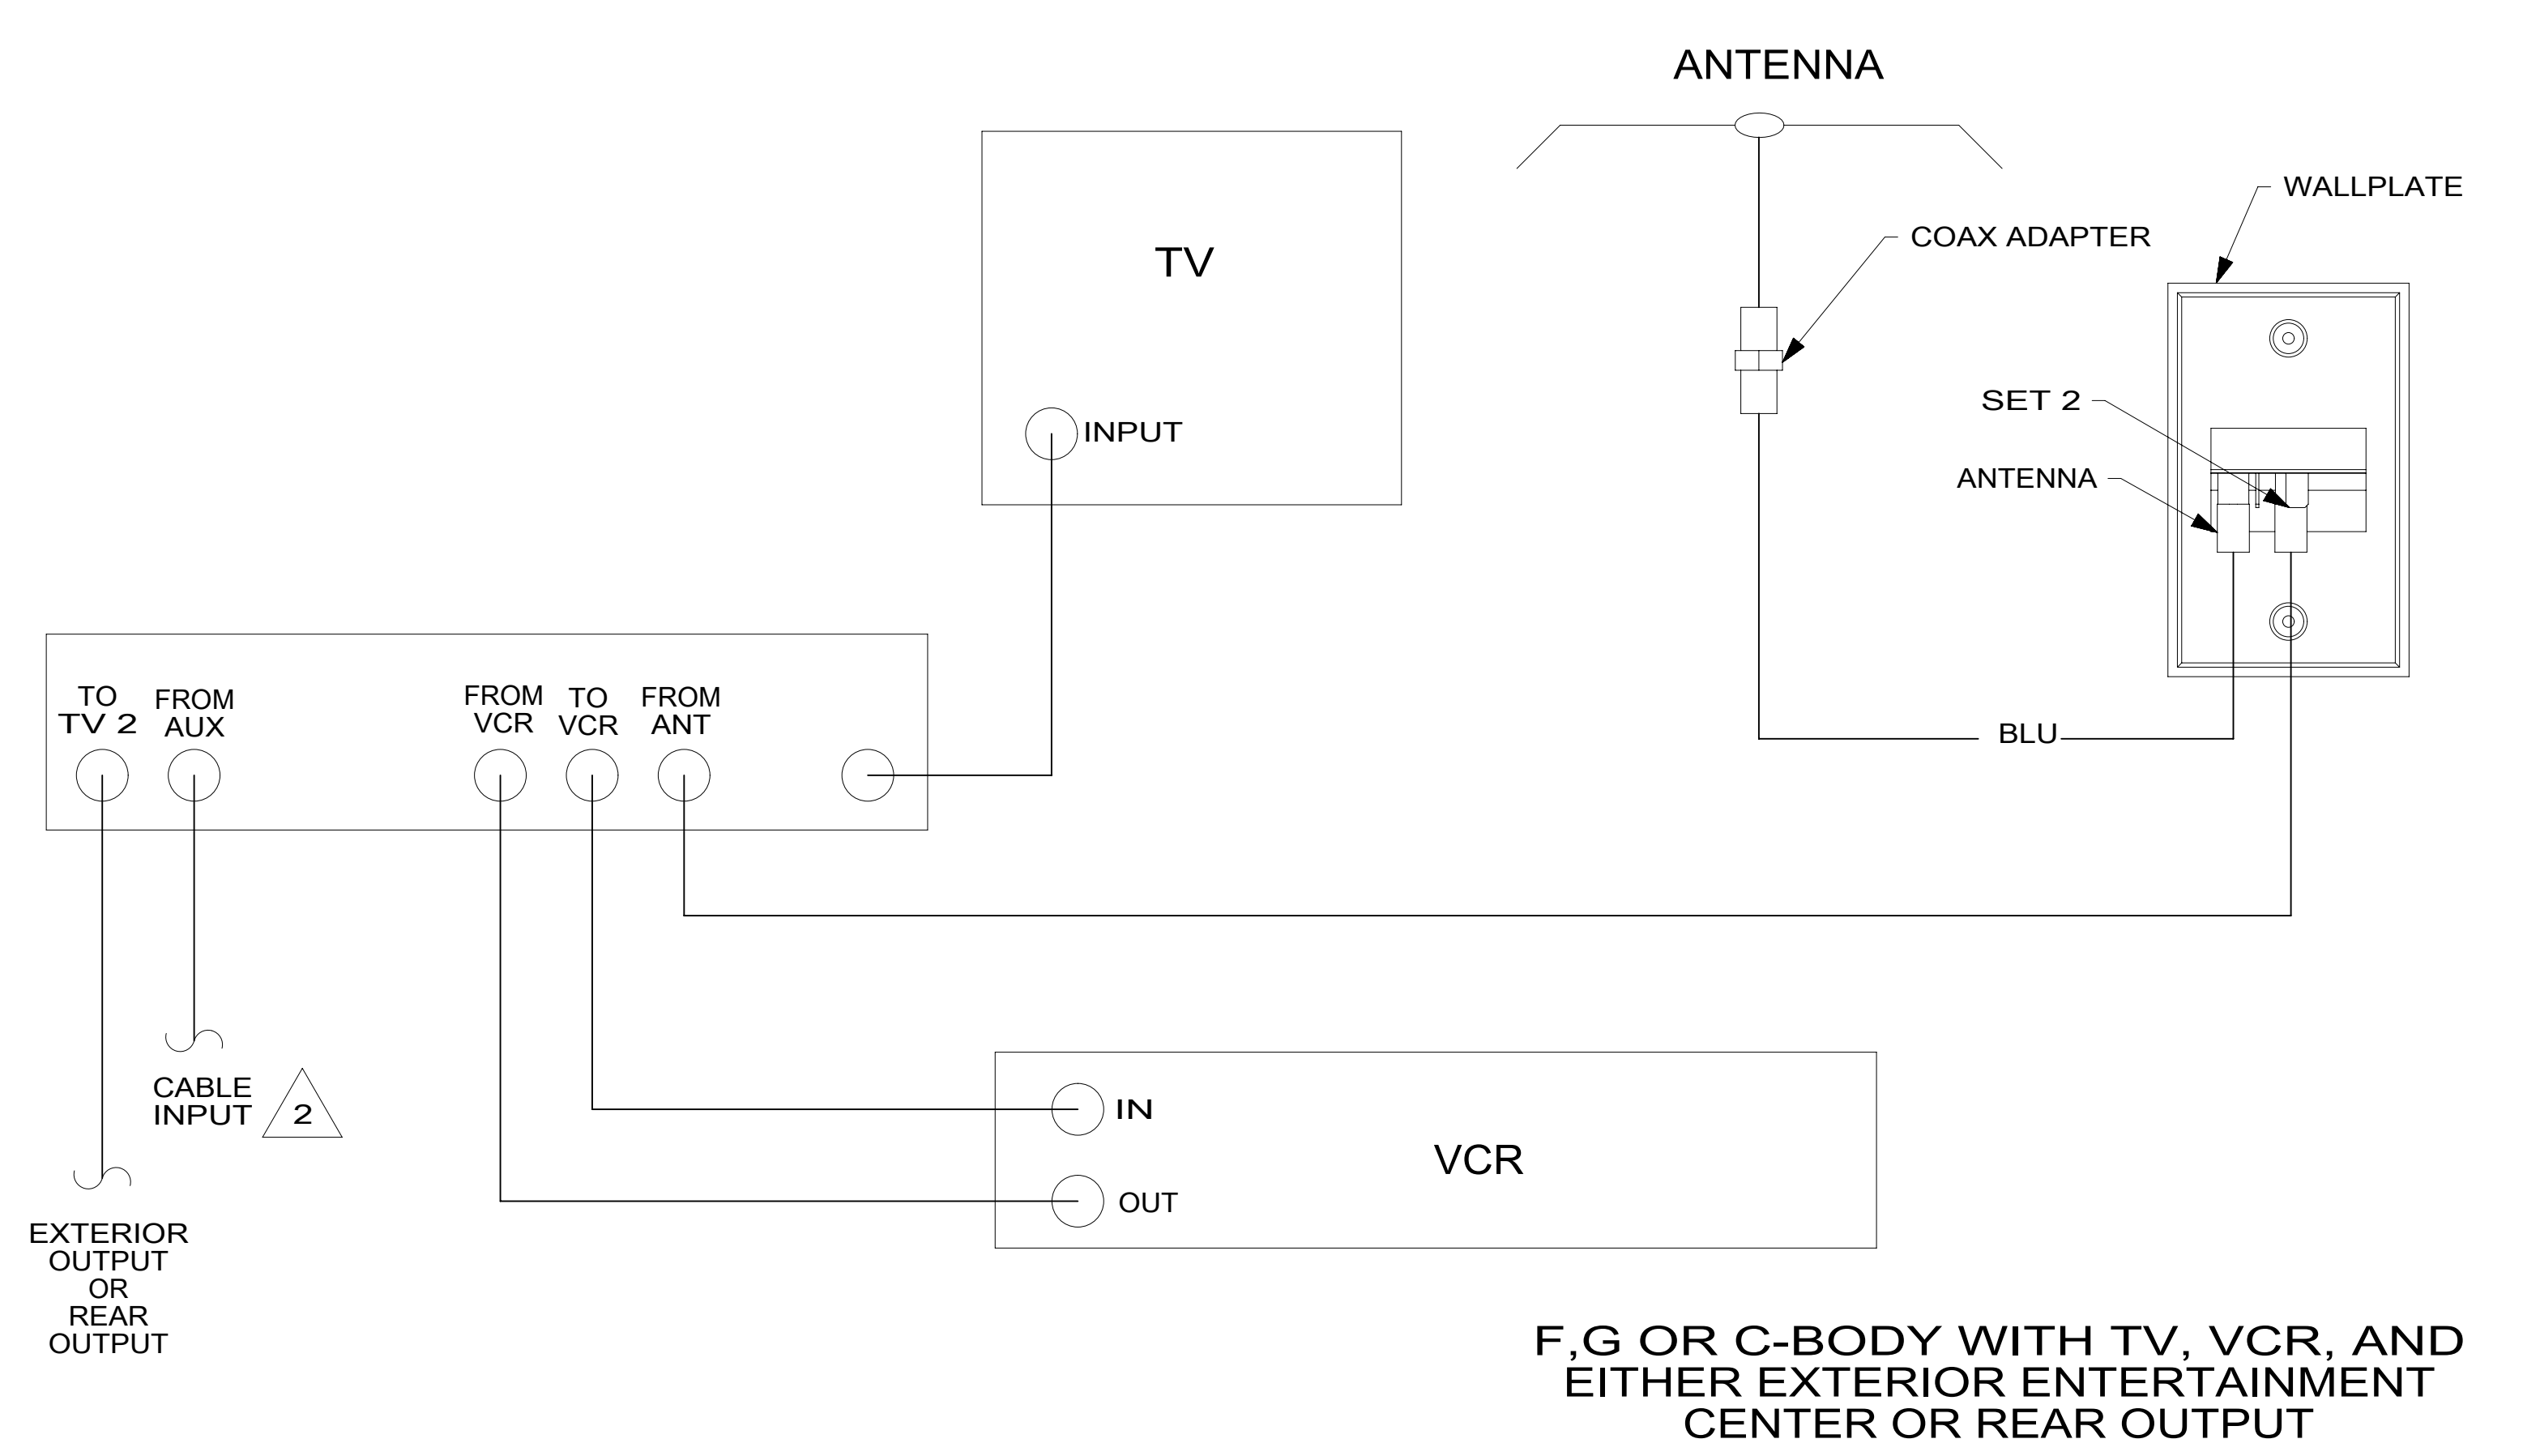 ANTENNA
WALLPLATE
COAX ADAPTER
TV
SET 2
INPUT
ANTENNA
TO
TV 2
FROM
AUX
FROM
VCR
TO
VCR
FROM
ANT
BLU
CABLE
INPUT
2
IN
VCR
OUT
EXTERIOR
OUTPUT
OR
REAR
OUTPUT
F,G OR C-BODY WITH TV, VCR, AND
EITHER EXTERIOR ENTERTAINMENT
CENTER OR REAR OUTPUT